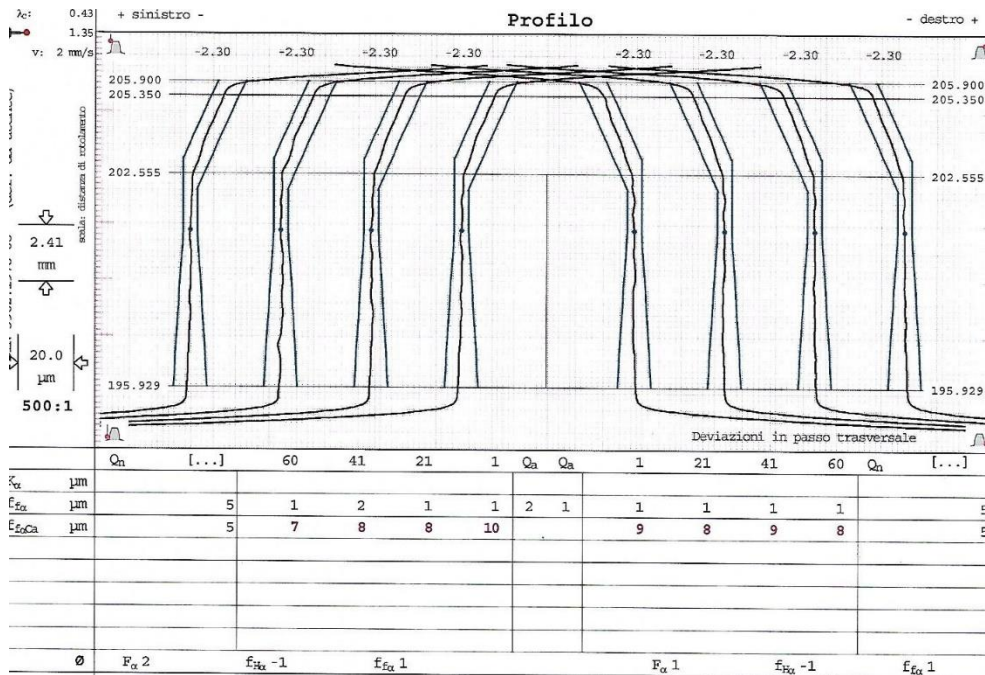 λc: 0.43
+ sinistro -
Profilo
- destro +
1.35
v: 2 mm/s
-2.30 -2.30 -2.30 -2.30 -2.30 -2.30 -2.30 -2.30
205.900
205.350
205.900
205.350
scala: distanza di rotolamento
202.555
202.555
2.41
mm
20.0
µm
500:1
195.929
195.929
Deviazioni in passo trasversale
Qn [...] 60 41 21 1 Qa Qa 1 21 41 60 Qn [...]
Kα µm
ffα µm 5 1 2 1 1 2 1 1 1 1 1 5
ffαCa µm 5 7 8 8 10 9 8 9 8 5
Ø Fα 2 fHα -1 ffα 1 Fα 1 fHα -1 ffα 1